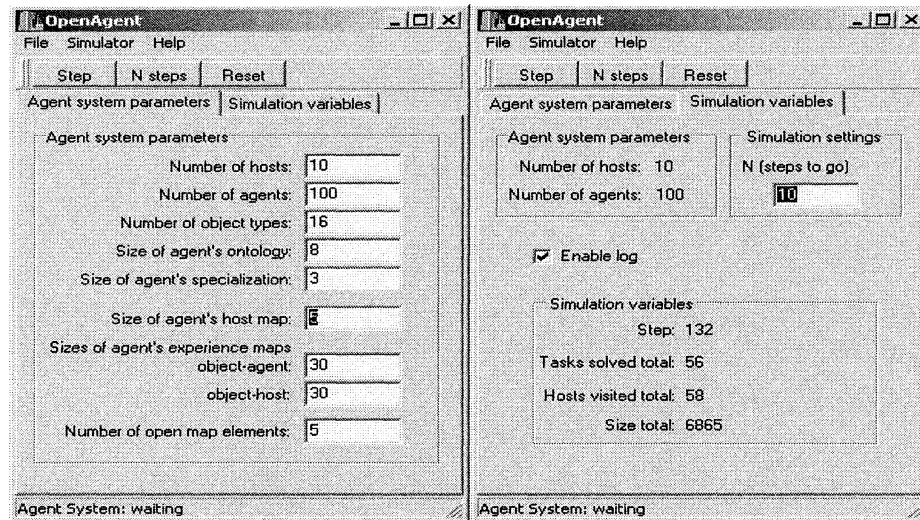 OpenAgent
File Simulator Help
Step N steps Reset
Agent system parameters Simulation variables
Agent system parameters
Number of hosts: 10
Number of agents: 100
Number of object types: 16
Size of agent's ontology: 8
Size of agent's specialization: 3
Size of agent's host map: 5
Sizes of agent's experience maps
object-agent: 30
object-host: 30
Number of open map elements: 5
Agent System: waiting
OpenAgent
File Simulator Help
Step N steps Reset
Agent system parameters Simulation variables
Agent system parameters
Number of hosts: 10
Number of agents: 100
Simulation settings
N (steps to go)
10
Enable log
Simulation variables
Step: 132
Tasks solved total: 56
Hosts visited total: 58
Size total: 6865
Agent System: waiting